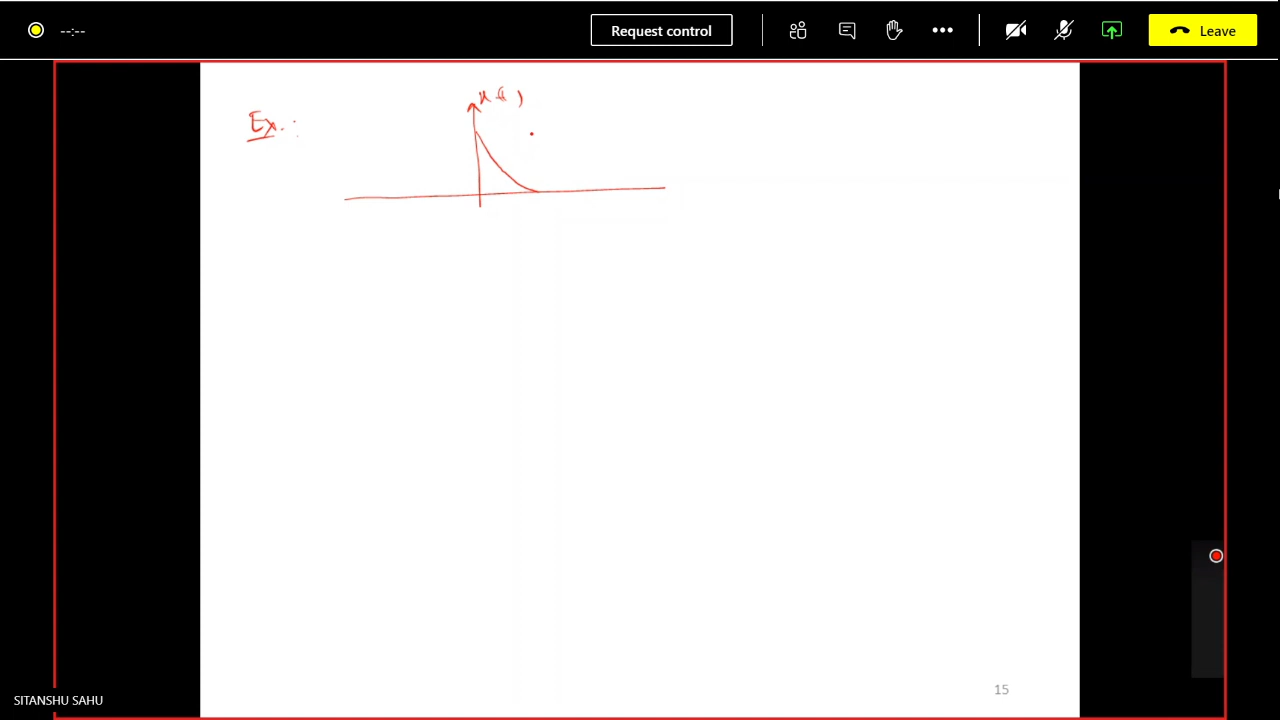 --:--
Request control
Leave
Ex. :
x( )
15
SITANSHU SAHU